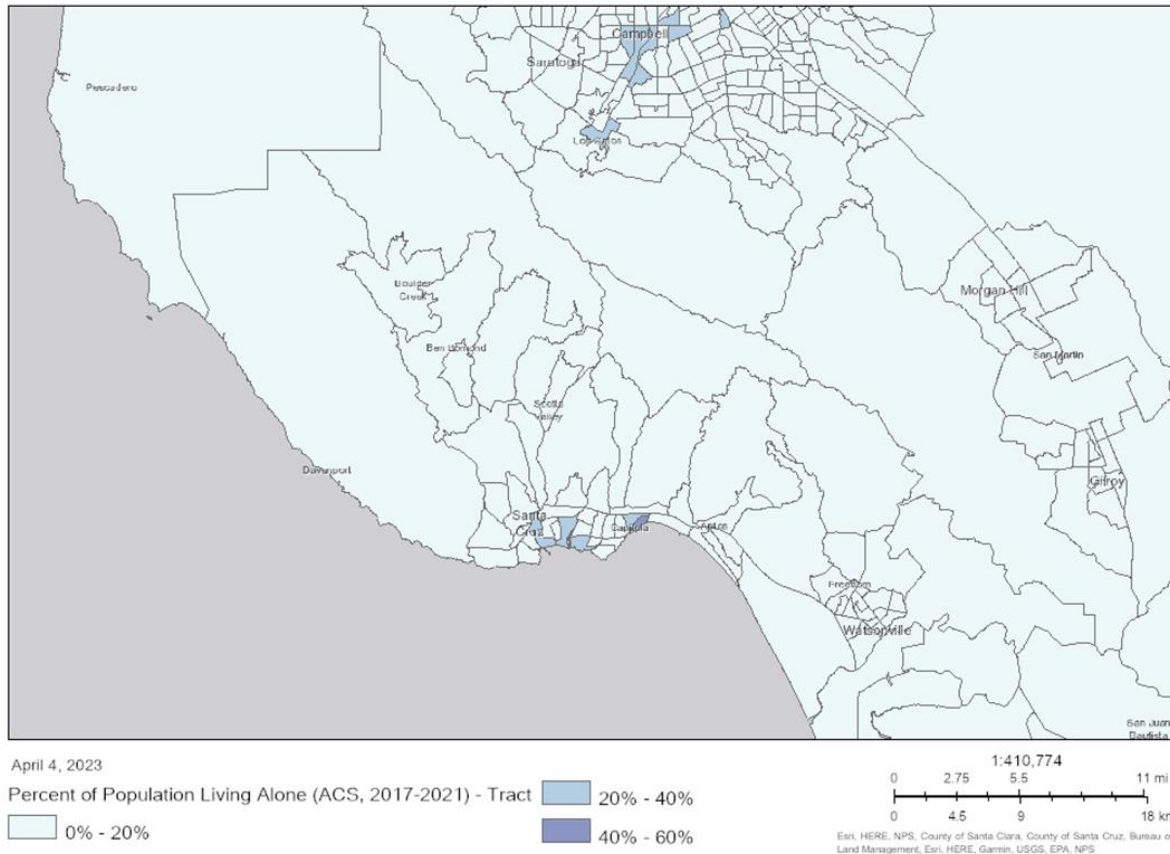 Campbell
Saratoga
Pescadero
Los Gatos
Boulder
Creek
Morgan Hill
Ben Lomond
San Martin
Scotts
Valley
Davenport
Gilroy
Santa
Cruz
Capitola
Aptos
Freedom
Watsonville
San Juan
Bautista
April 4, 2023
Percent of Population Living Alone (ACS, 2017-2021) - Tract
0% - 20%
20% - 40%
40% - 60%
1:410,774
0 2.75 5.5 11 mi
0 4.5 9 18 km
Esri, HERE, NPS, County of Santa Clara, County of Santa Cruz, Bureau o
Land Management, Esri, HERE, Garmin, USGS, EPA, NPS